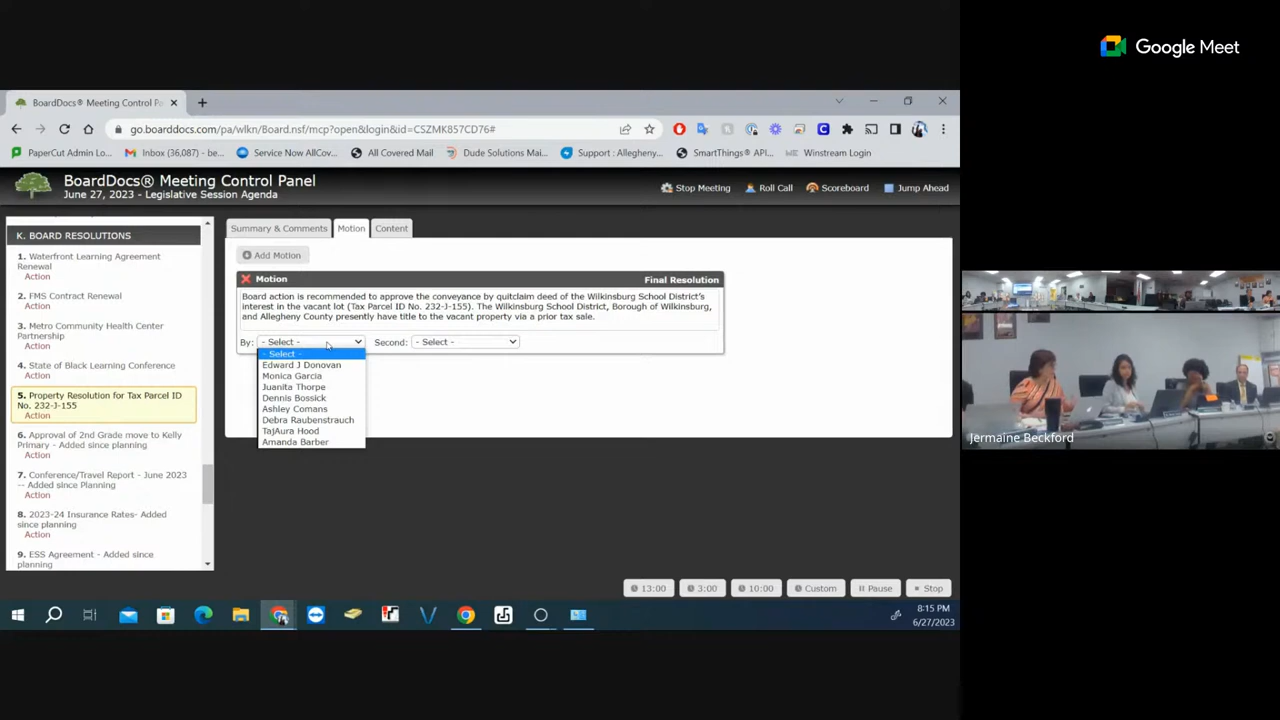 Google Meet
BoardDocs® Meeting Control Pa
go.boarddocs.com/pa/wlkn/Board.nsf/mcp?open&login&id=CSZMK857CD76#
PaperCut Admin Lo... Inbox (36,087) - be... Service Now AllCov... All Covered Mail Dude Solutions Mai... Support : Allegheny... SmartThings® API... Winstream Login
BoardDocs® Meeting Control Panel
June 27, 2023 - Legislative Session Agenda
Stop Meeting Roll Call Scoreboard Jump Ahead
K. BOARD RESOLUTIONS
1. Waterfront Learning Agreement
Renewal
Action
2. FMS Contract Renewal
Action
3. Metro Community Health Center
Partnership
Action
4. State of Black Learning Conference
Action
5. Property Resolution for Tax Parcel ID
No. 232-J-155
Action
6. Approval of 2nd Grade move to Kelly
Primary - Added since Planning
Action
7. Conference/Travel Report - June 2023
-- Added since Planning
Action
8. 2023-24 Insurance Rates- Added
since planning
Action
9. ESS Agreement - Added since
planning
Summary & Comments Motion Content
Add Motion
Motion Final Resolution
Board action is recommended to approve the conveyance by quitclaim deed of the Wilkinsburg School District's
interest in the vacant lot (Tax Parcel ID No. 232-J-155). The Wilkinsburg School District, Borough of Wilkinsburg,
and Allegheny County presently have title to the vacant property via a prior tax sale.
By: - Select - Second: - Select -
- Select -
Edward J Donovan
Monica Garcia
Juanita Thorpe
Dennis Bossick
Ashley Comans
Debra Raubenstrauch
TajAura Hood
Amanda Barber
13:00 3:00 10:00 Custom Pause Stop
8:15 PM
6/27/2023
Jermaine Beckford